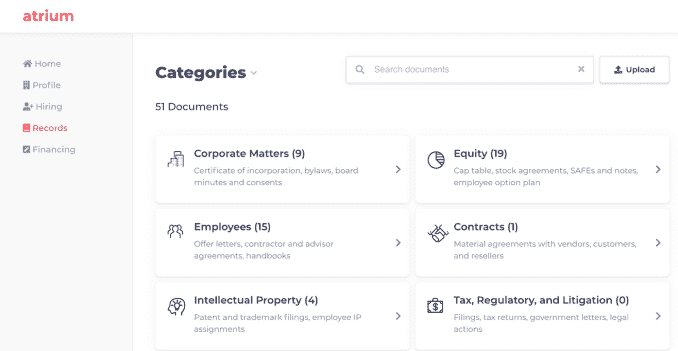 atrium
Home
Profile
Hiring
Records
Financing
Categories
Search documents
Upload
51 Documents
Corporate Matters (9)
Certificate of incorporation, bylaws, board
minutes and consents
Equity (19)
Cap table, stock agreements, SAFEs and notes,
employee option plan
Employees (15)
Offer letters, contractor and advisor
agreements, handbooks
Contracts (1)
Material agreements with vendors, customers,
and resellers
Intellectual Property (4)
Patent and trademark filings, employee IP
assignments
Tax, Regulatory, and Litigation (0)
Filings, tax returns, government letters, legal
actions